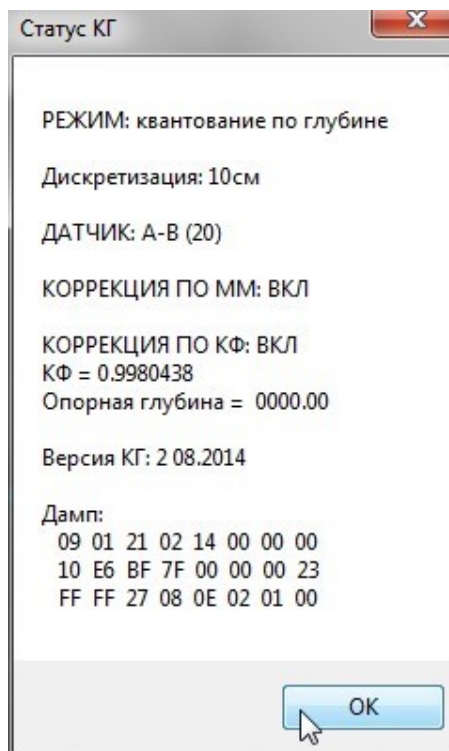 Статус КГ
РЕЖИМ: квантование по глубине
Дискретизация: 10см
ДАТЧИК: А-В (20)
КОРРЕКЦИЯ ПО ММ: ВКЛ
КОРРЕКЦИЯ ПО КФ: ВКЛ
КФ = 0.9980438
Опорная глубина = 0000.00
Версия КГ: 2 08.2014
Дамп:
09 01 21 02 14 00 00 00
10 E6 BF 7F 00 00 00 23
FF FF 27 08 0E 02 01 00
OK